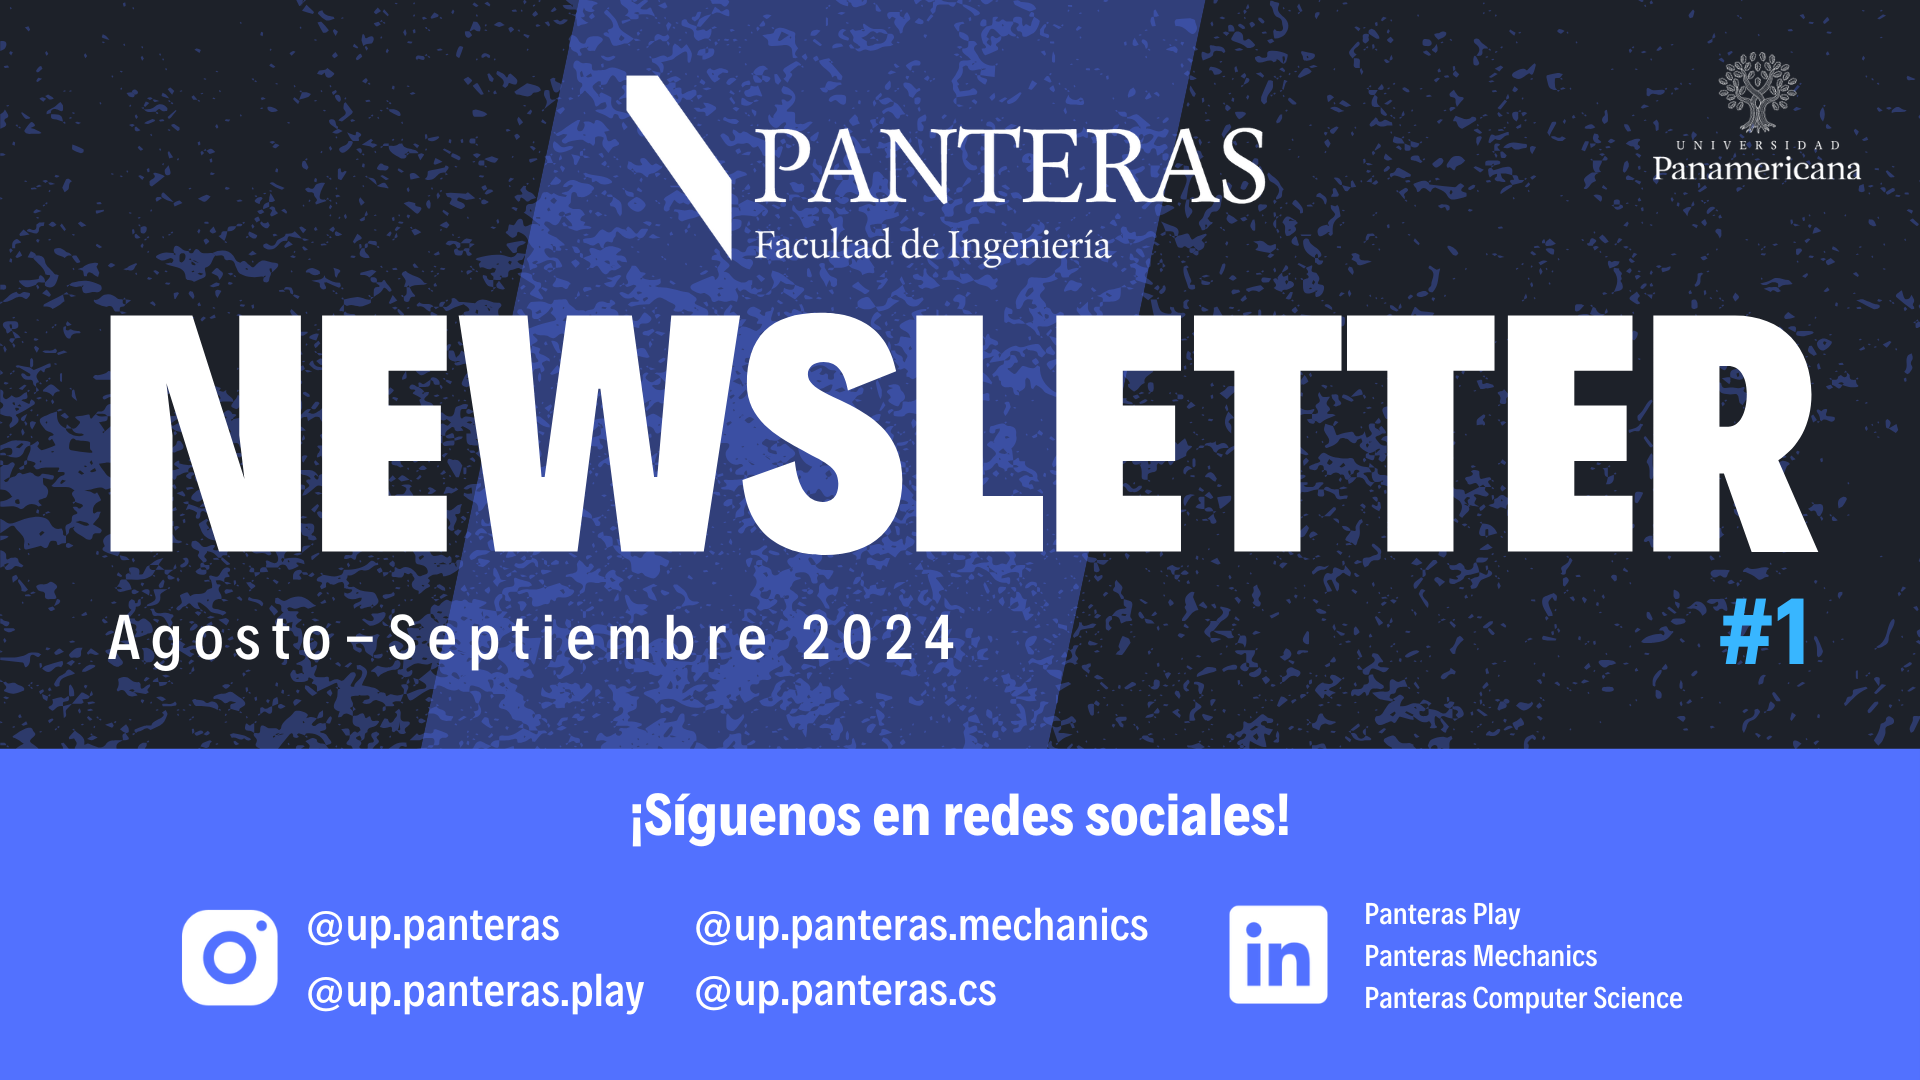 PANTERAS
Facultad de Ingeniería
UNIVERSIDAD
Panamericana
NEWSLETTER
Agosto–Septiembre 2024
#1
¡Síguenos en redes sociales!
@up.panteras
@up.panteras.play
@up.panteras.mechanics
@up.panteras.cs
in
Panteras Play
Panteras Mechanics
Panteras Computer Science